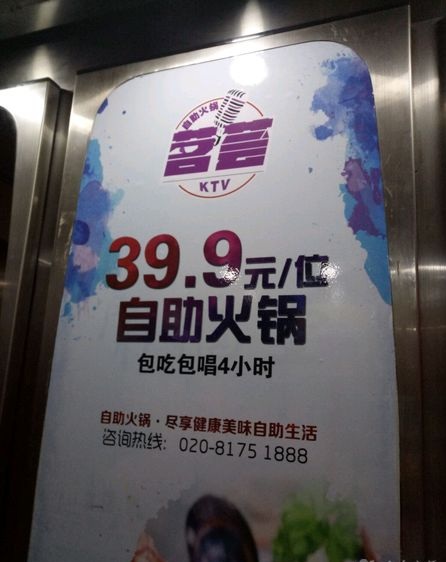 自助火锅
茗荟
KTV
39.9元/位
自助火锅
包吃包唱4小时
自助火锅·尽享健康美味自助生活
咨询热线: 020-8175 1888